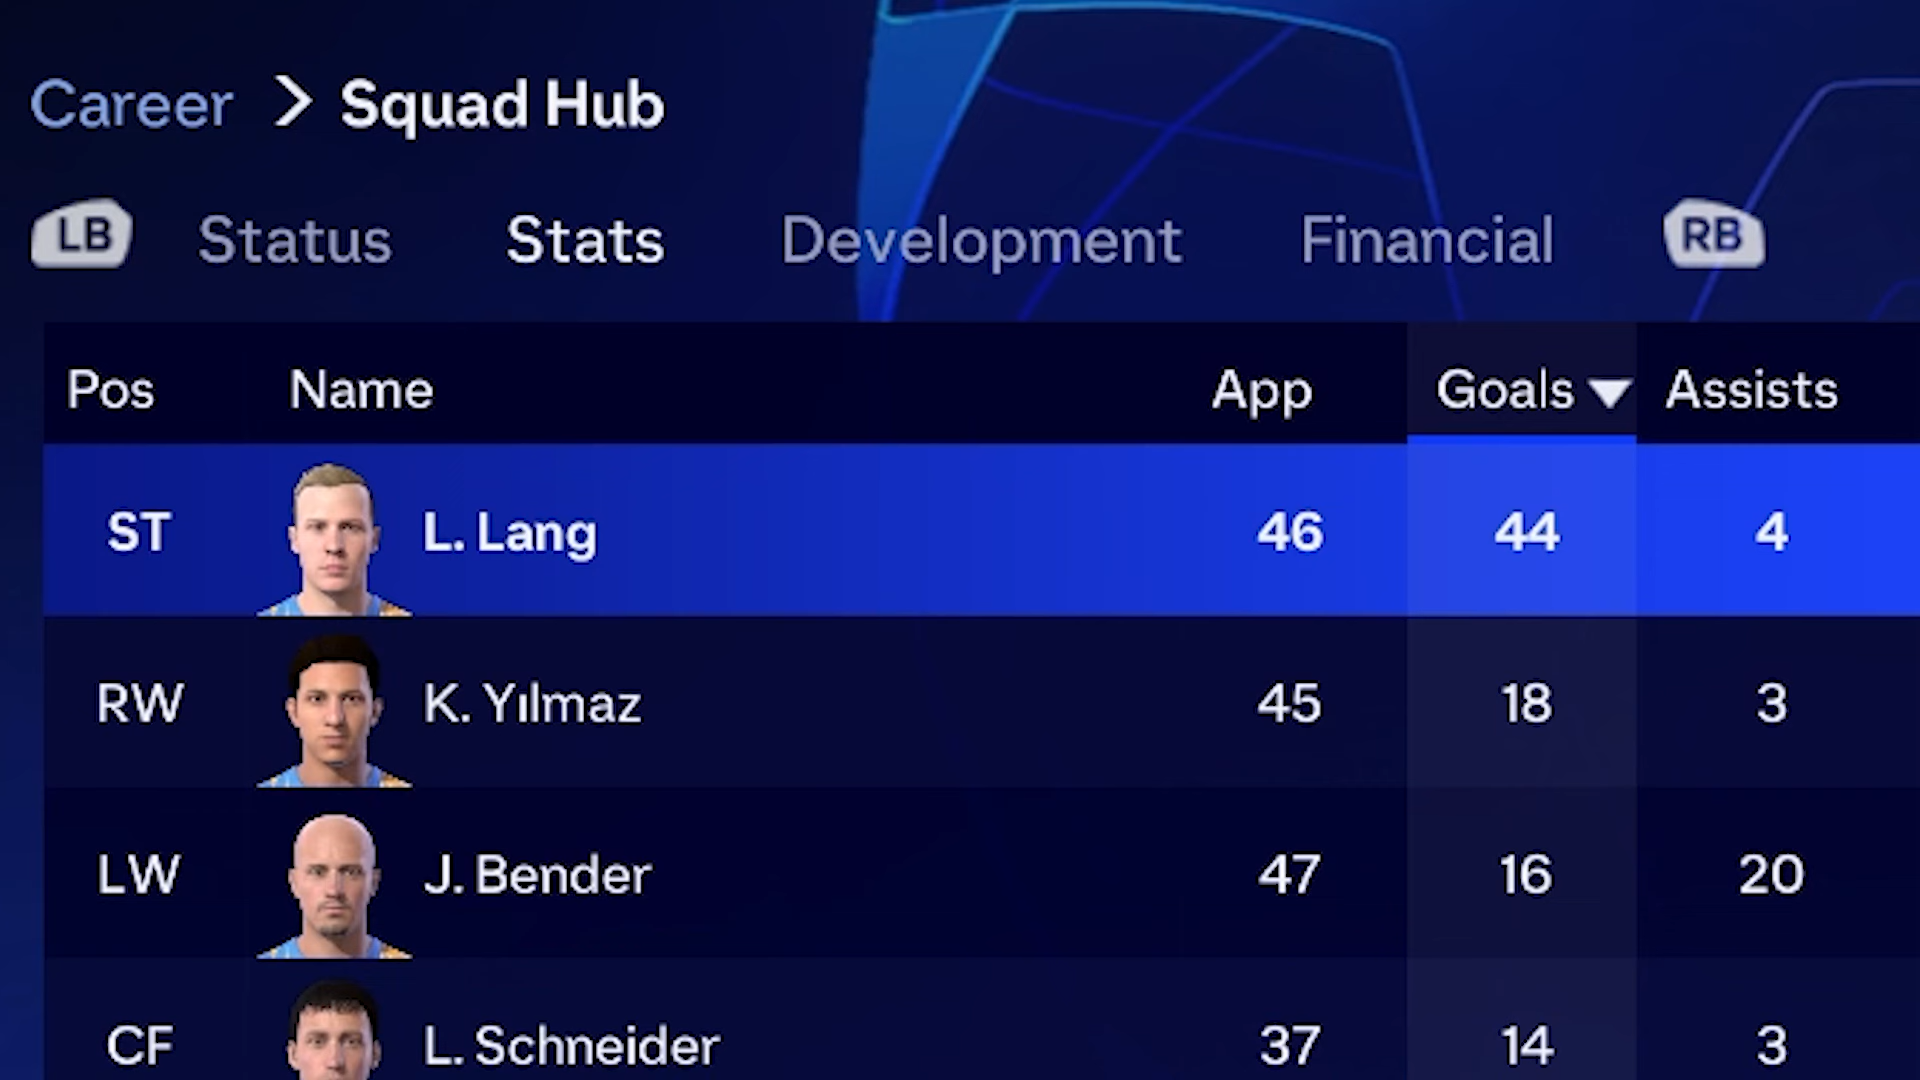 Career > Squad Hub
LB Status Stats Development Financial RB
Pos Name App Goals Assists
ST L. Lang 46 44 4
RW K. Yılmaz 45 18 3
LW J. Bender 47 16 20
CF L. Schneider 37 14 3